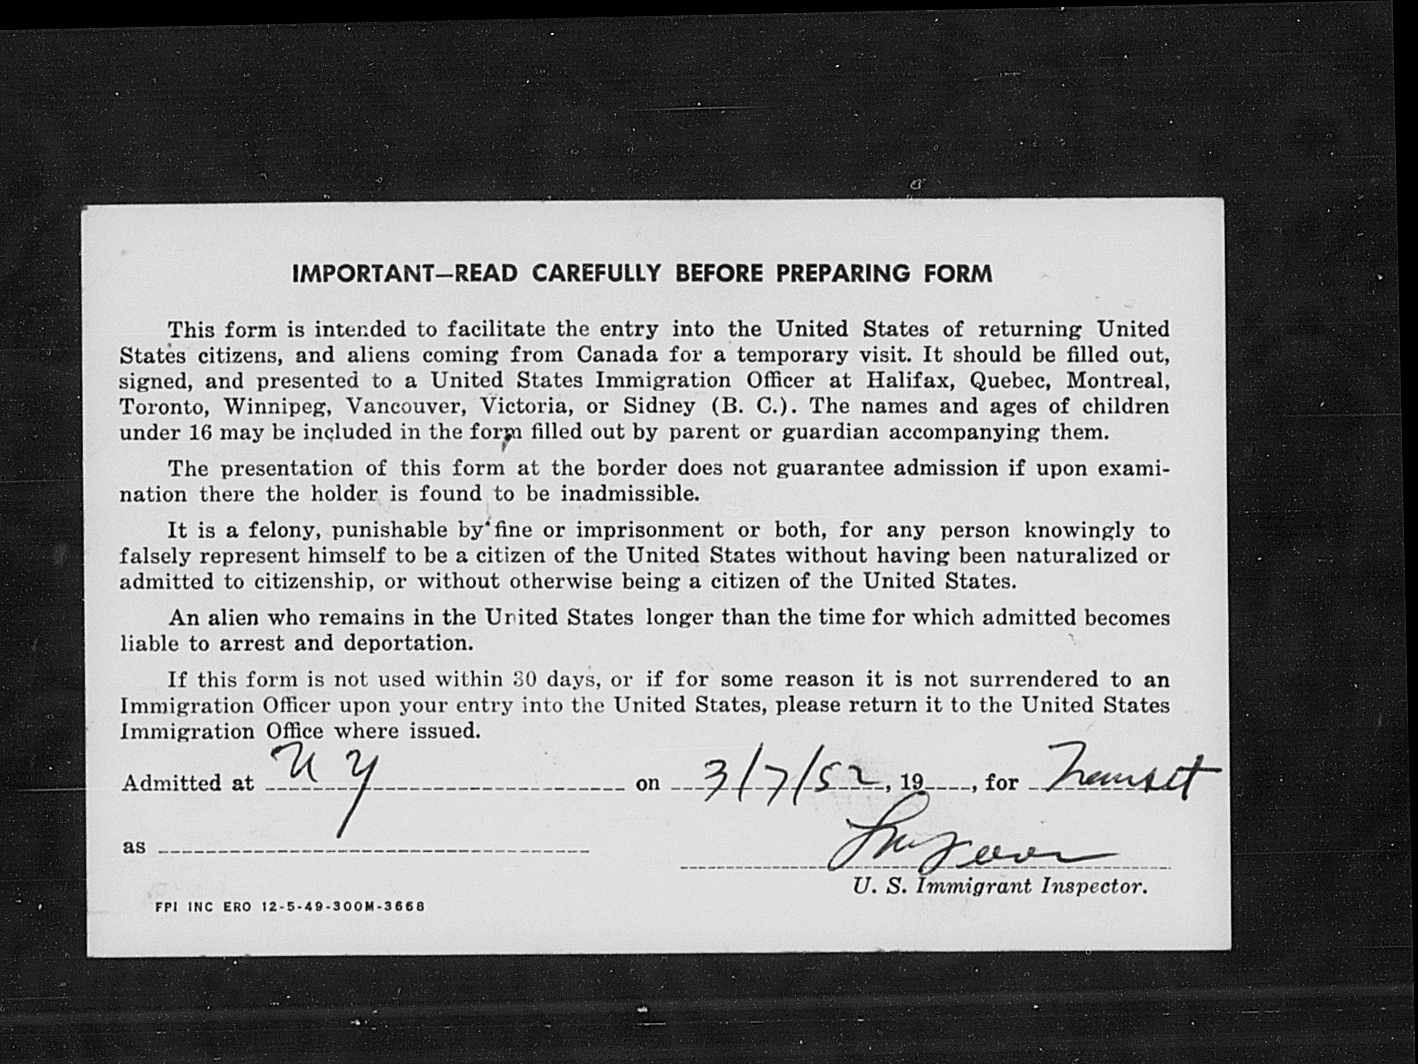 IMPORTANT—READ CAREFULLY BEFORE PREPARING FORM
This form is intended to facilitate the entry into the United States of returning United
States citizens, and aliens coming from Canada for a temporary visit. It should be filled out,
signed, and presented to a United States Immigration Officer at Halifax, Quebec, Montreal,
Toronto, Winnipeg, Vancouver, Victoria, or Sidney (B. C.). The names and ages of children
under 16 may be included in the form filled out by parent or guardian accompanying them.
The presentation of this form at the border does not guarantee admission if upon exami-
nation there the holder is found to be inadmissible.
It is a felony, punishable by fine or imprisonment or both, for any person knowingly to
falsely represent himself to be a citizen of the United States without having been naturalized or
admitted to citizenship, or without otherwise being a citizen of the United States.
An alien who remains in the United States longer than the time for which admitted becomes
liable to arrest and deportation.
If this form is not used within 30 days, or if for some reason it is not surrendered to an
Immigration Officer upon your entry into the United States, please return it to the United States
Immigration Office where issued.
Admitted at N Y on 3/7/52, 19, for Transit
as
U. S. Immigrant Inspector.
FPI INC ERO 12-5-49-300M-3668